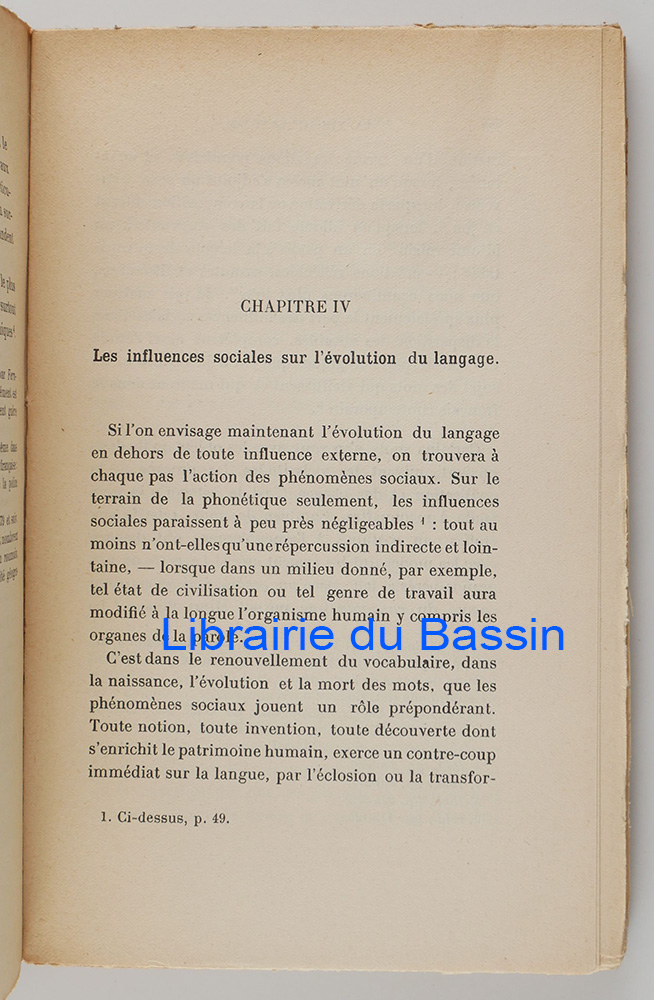 CHAPITRE IV
Les influences sociales sur l'évolution du langage.
Si l'on envisage maintenant l'évolution du langage
en dehors de toute influence externe, on trouvera à
chaque pas l'action des phénomènes sociaux. Sur le
terrain de la phonétique seulement, les influences
sociales paraissent à peu près négligeables ¹ : tout au
moins n'ont-elles qu'une répercussion indirecte et loin-
taine, — lorsque dans un milieu donné, par exemple,
tel état de civilisation ou tel genre de travail aura
modifié à la longue l'organisme humain y compris les
organes de la parole.
Librairie du Bassin
C'est dans le renouvellement du vocabulaire, dans
la naissance, l'évolution et la mort des mots, que les
phénomènes sociaux jouent un rôle prépondérant.
Toute notion, toute invention, toute découverte dont
s'enrichit le patrimoine humain, exerce un contre-coup
immédiat sur la langue, par l'éclosion ou la transfor-
1. Ci-dessus, p. 49.